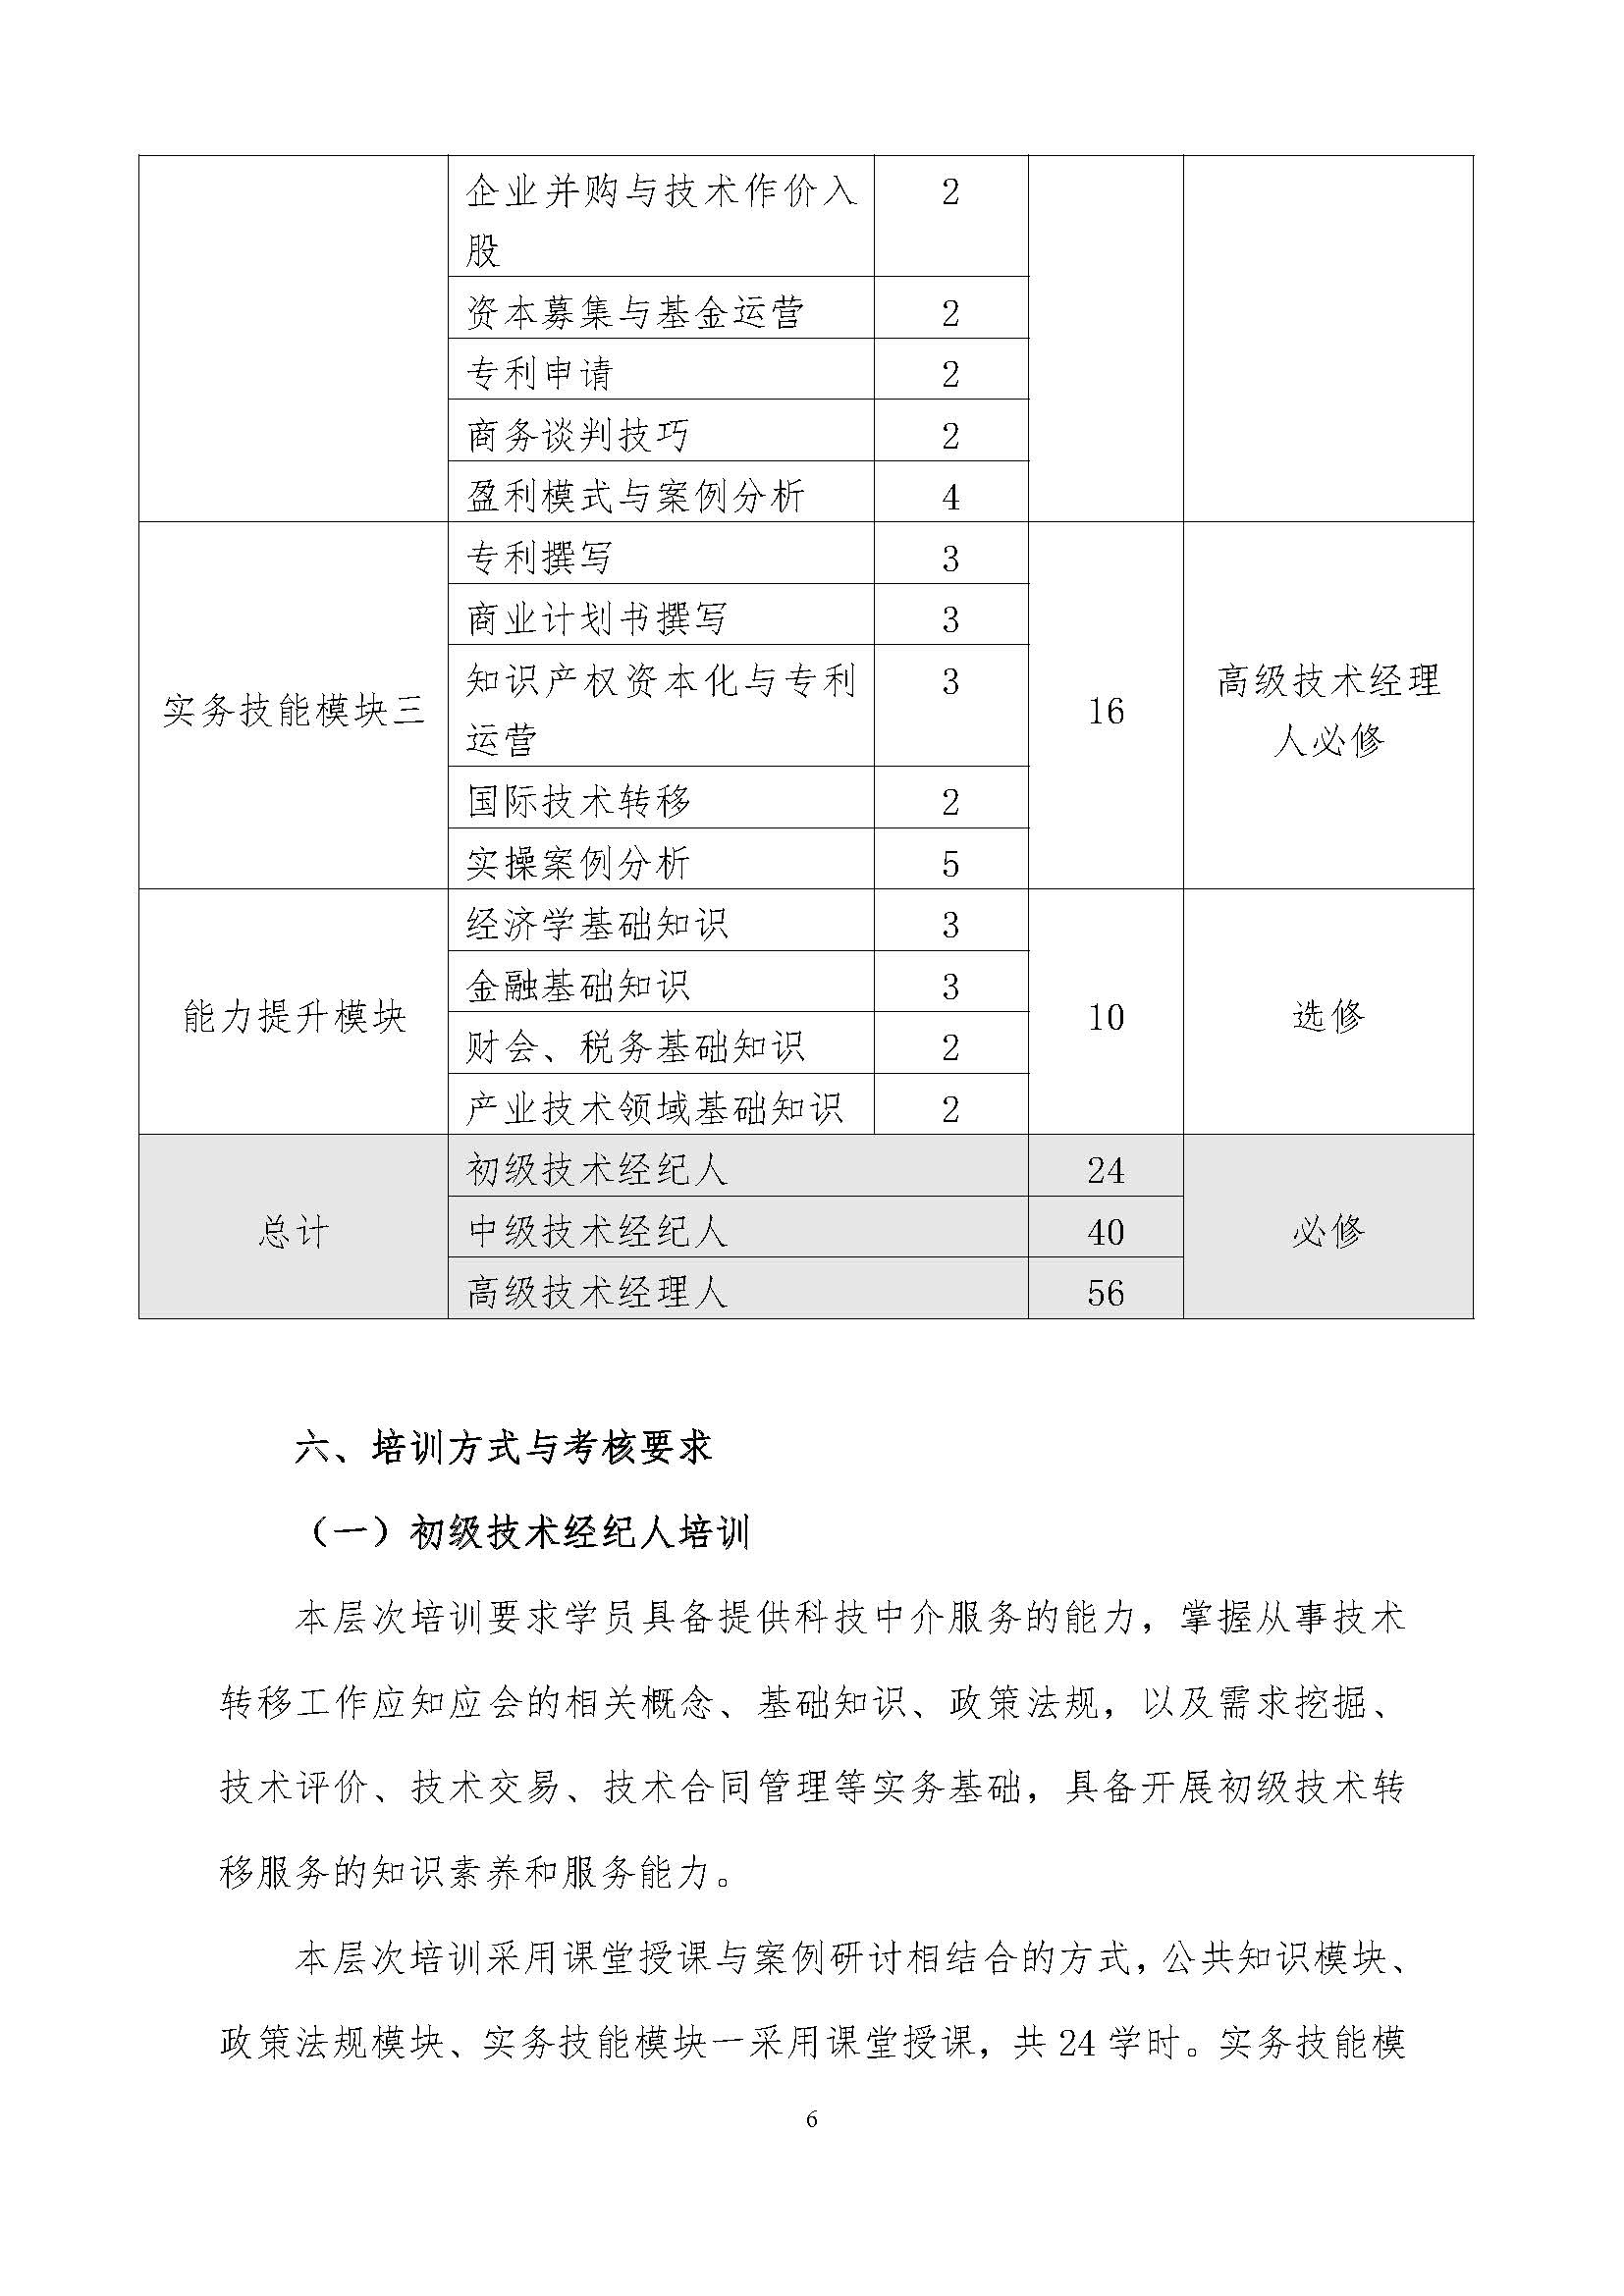 企业并购与技术作价入
股
2
资本募集与基金运营 2
专利申请 2
商务谈判技巧 2
盈利模式与案例分析 4
实务技能模块三
专利撰写 3
商业计划书撰写 3
知识产权资本化与专利
运营
3
国际技术转移 2
实操案例分析 5
16
高级技术经理
人必修
能力提升模块
经济学基础知识 3
金融基础知识 3
财会、税务基础知识 2
产业技术领域基础知识 2
10
选修
总计
初级技术经纪人 24
中级技术经纪人 40
高级技术经理人 56
必修
六、培训方式与考核要求
（一）初级技术经纪人培训
本层次培训要求学员具备提供科技中介服务的能力，掌握从事技术
转移工作应知应会的相关概念、基础知识、政策法规，以及需求挖掘、
技术评价、技术交易、技术合同管理等实务基础，具备开展初级技术转
移服务的知识素养和服务能力。
本层次培训采用课堂授课与案例研讨相结合的方式，公共知识模块、
政策法规模块、实务技能模块一采用课堂授课，共 24 学时。实务技能模
6